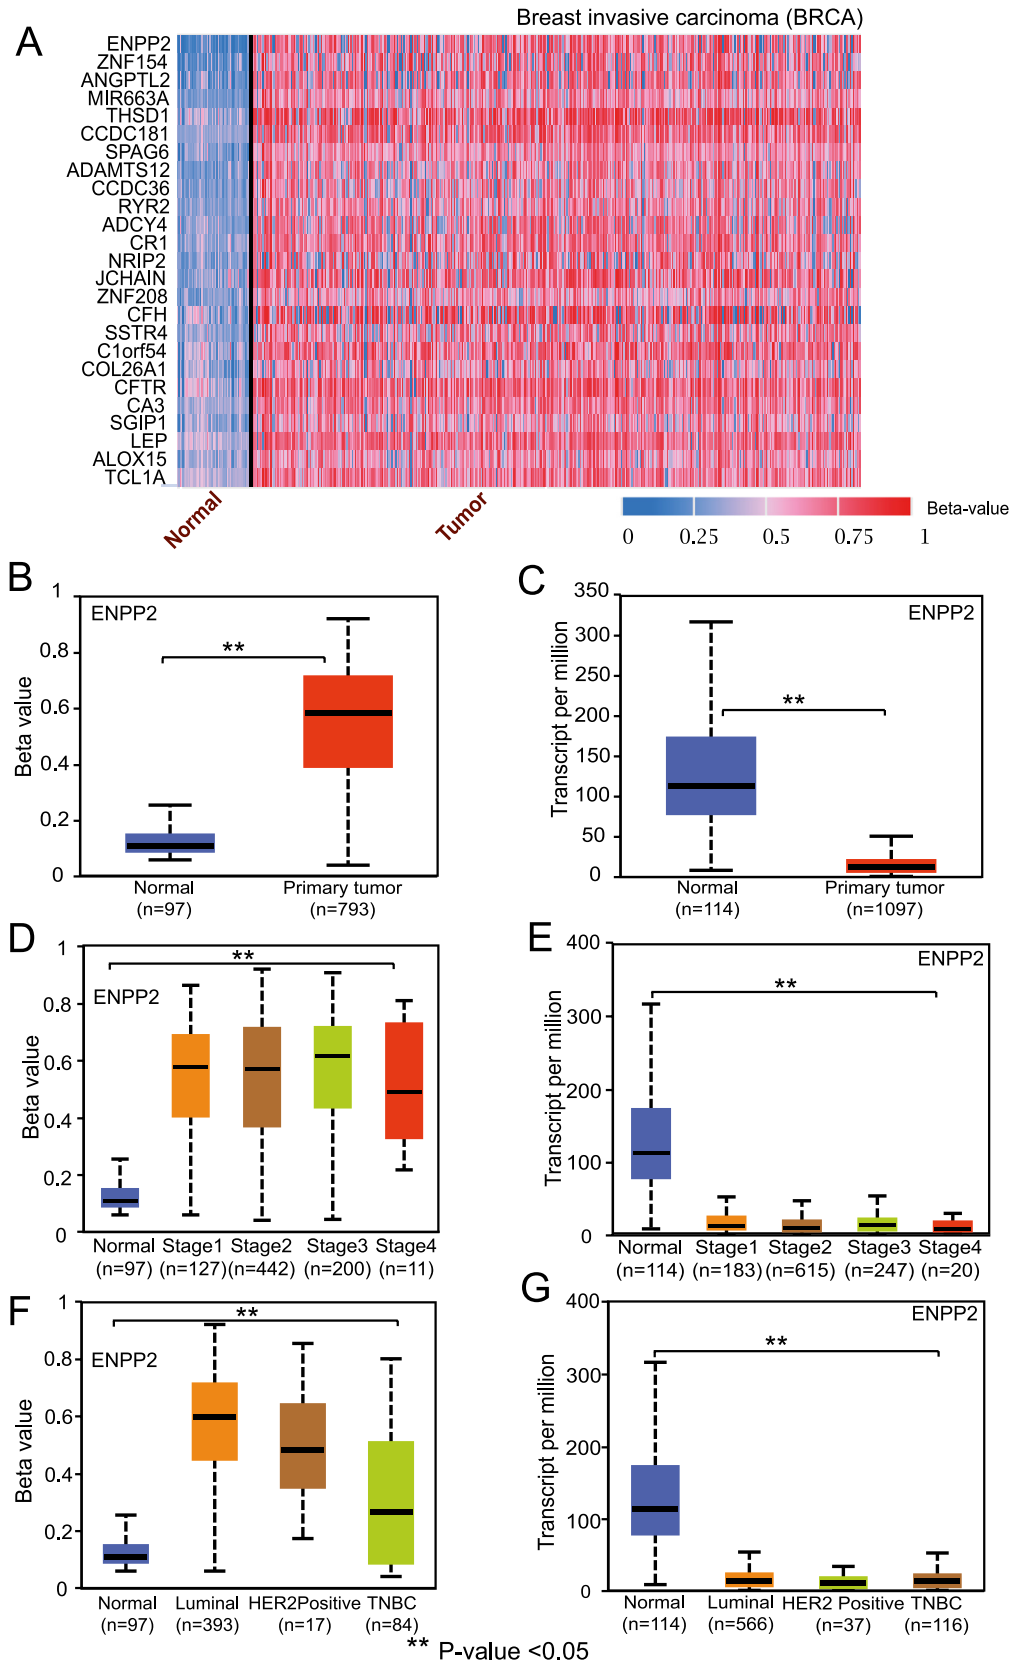 Breast invasive carcinoma (BRCA)
A
ENPP2
ZNF154
ANGPTL2
MIR663A
THSD1
CCDC181
SPAG6
ADAMTS12
CCDC36
RYR2
ADCY4
CR1
NRIP2
JCHAIN
ZNF208
CFH
SSTR4
C1orf54
COL26A1
CFTR
CA3
SGIP1
LEP
ALOX15
TCL1A
Normal
Tumor
Beta-value
0 0.25 0.5 0.75 1
B
ENPP2
**
Beta value
1
0.8
0.6
0.4
0.2
0
Normal Primary tumor
(n=97) (n=793)
C
ENPP2
**
Transcript per million
350
300
250
200
150
100
50
0
Normal Primary tumor
(n=114) (n=1097)
D
ENPP2
**
Beta value
1
0.8
0.6
0.4
0.2
0
Normal Stage1 Stage2 Stage3 Stage4
(n=97) (n=127) (n=442) (n=200) (n=11)
E
ENPP2
**
Transcript per million
400
300
200
100
0
Normal Stage1 Stage2 Stage3 Stage4
(n=114) (n=183) (n=615) (n=247) (n=20)
F
ENPP2
**
Beta value
1
0.8
0.6
0.4
0.2
0
Normal Luminal HER2Positive TNBC
(n=97) (n=393) (n=17) (n=84)
G
ENPP2
**
Transcript per million
400
300
200
100
0
Normal Luminal HER2 Positive TNBC
(n=114) (n=566) (n=37) (n=116)
** P-value <0.05